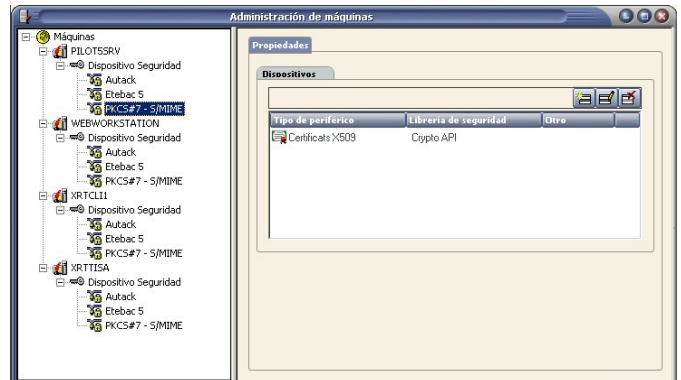 Administración de máquinas
Máquinas
PILOT5SRV
Dispositivo Seguridad
Autack
Etebac 5
PKCS#7 - S/MIME
WEBWORKSTATION
Dispositivo Seguridad
Autack
Etebac 5
PKCS#7 - S/MIME
XRTCLI1
Dispositivo Seguridad
Autack
Etebac 5
PKCS#7 - S/MIME
XRTTISA
Dispositivo Seguridad
Autack
Etebac 5
PKCS#7 - S/MIME
Propiedades
Dispositivos
Tipo de periférico Librería de seguridad Otro
Certificats X509 Crypto API